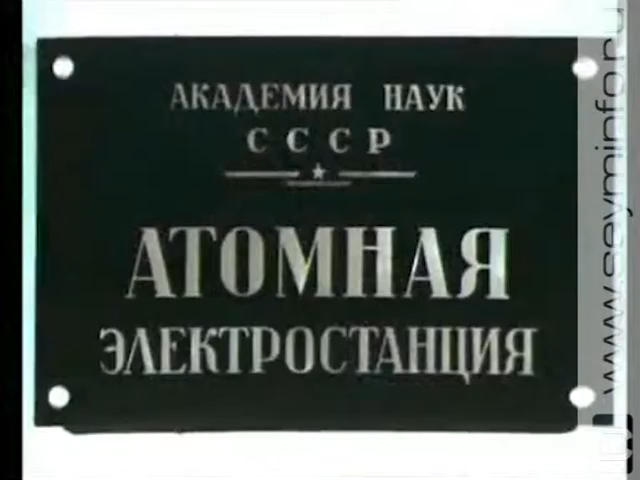 АКАДЕМИЯ НАУК
СССР
АТОМНАЯ
ЭЛЕКТРОСТАНЦИЯ
www.seyminfo.ru